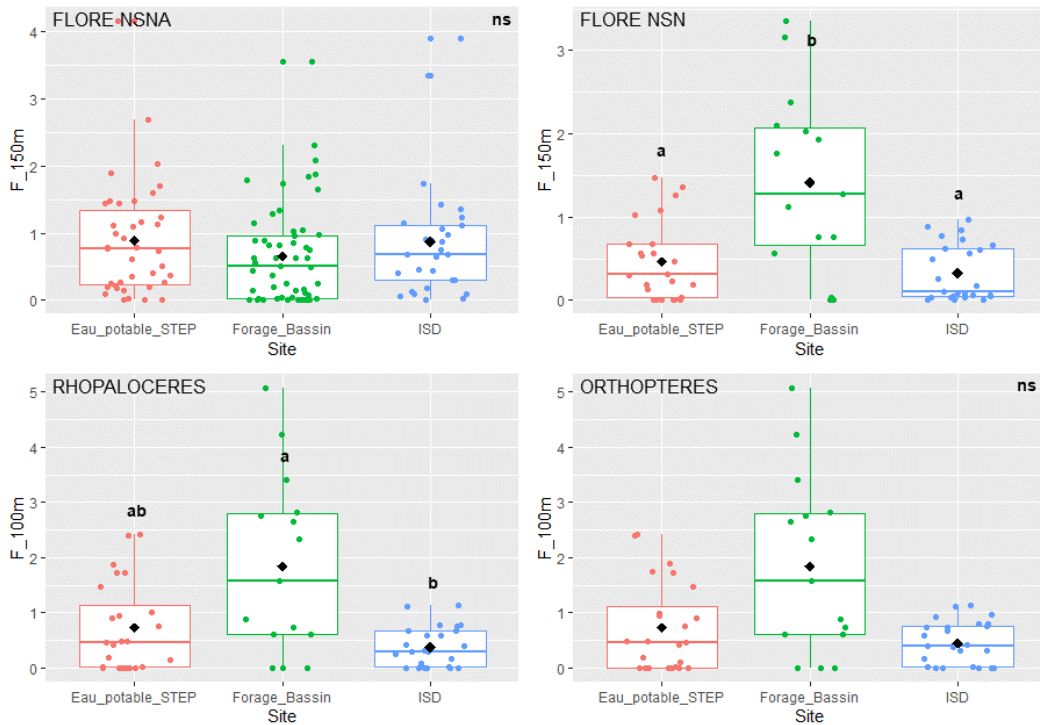 FLORE NSNA
ns
F_150m
4
3
2
1
0
Eau_potable_STEP Forage_Bassin ISD
Site
FLORE NSN
F_150m
3
2
1
0
a
b
a
Eau_potable_STEP Forage_Bassin ISD
Site
RHOPALOCERES
F_100m
5
4
3
2
1
0
ab
a
b
Eau_potable_STEP Forage_Bassin ISD
Site
ORTHOPTERES
ns
F_100m
5
4
3
2
1
0
Eau_potable_STEP Forage_Bassin ISD
Site